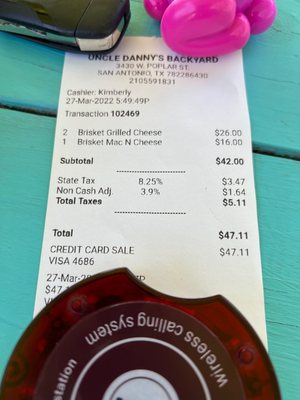 UNCLE DANNY'S BACKYARD
3430 W. POPLAR ST.
SAN ANTONIO, TX 782286430
2105591831
Cashier: Kimberly
27-Mar-2022 5:49:49P
Transaction 102469
2 Brisket Grilled Cheese $26.00
1 Brisket Mac N Cheese $16.00
Subtotal $42.00
State Tax 8.25% $3.47
Non Cash Adj. 3.9% $1.64
Total Taxes $5.11
Total $47.11
CREDIT CARD SALE $47.11
VISA 4686
wireless calling system